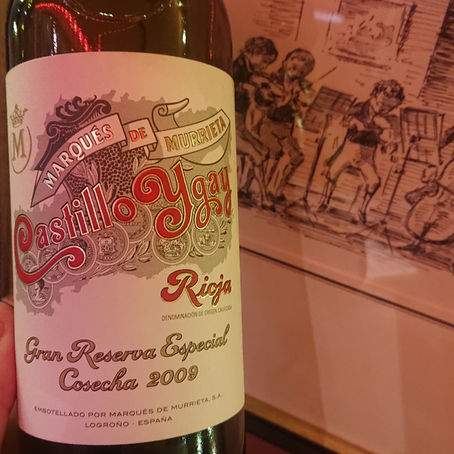 M
MARQUÉS DE MURRIETA
Castillo Ygay
Rioja
DENOMINACIÓN DE ORIGEN CALIFICADA
Gran Reserva Especial
Cosecha 2009
EMBOTELLADO POR MARQUÉS DE MURRIETA, S.A.
LOGROÑO - ESPAÑA